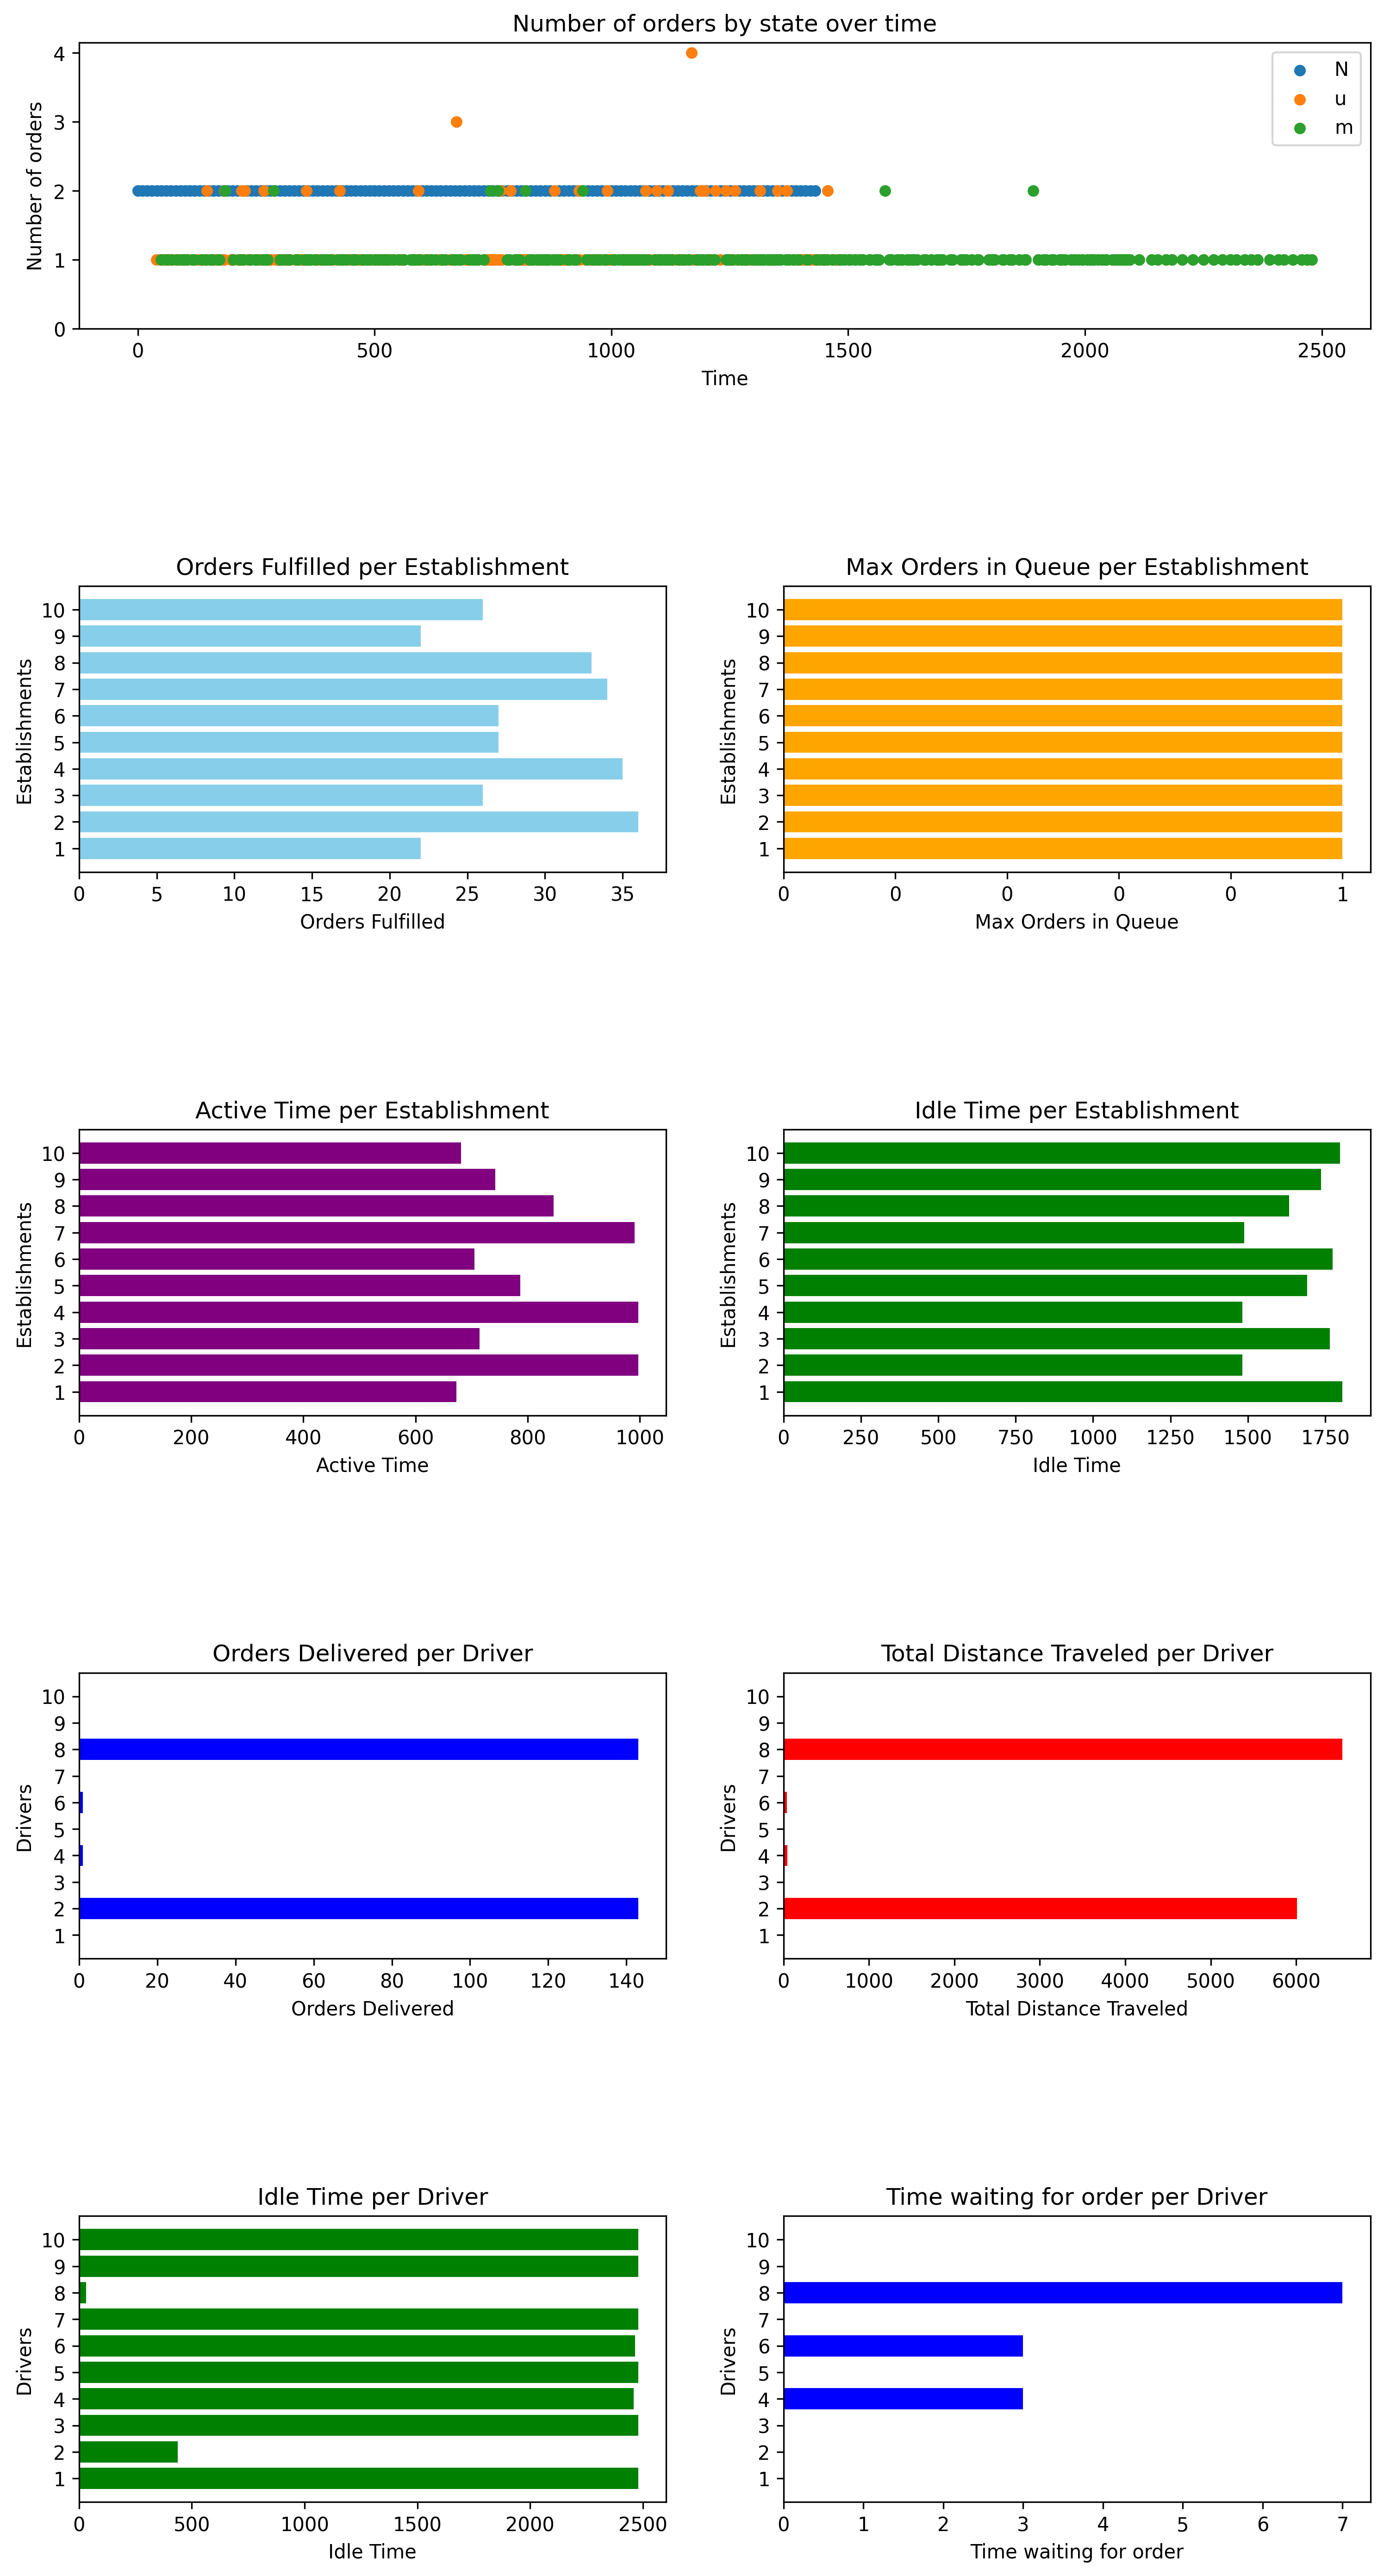 Number of orders by state over time
Number of orders
4
3
2
1
0
N
u
m
0 500 1000 1500 2000 2500
Time
Orders Fulfilled per Establishment
Establishments
10
9
8
7
6
5
4
3
2
1
0 5 10 15 20 25 30 35
Orders Fulfilled
Max Orders in Queue per Establishment
Establishments
10
9
8
7
6
5
4
3
2
1
0 0 0 0 0 1
Max Orders in Queue
Active Time per Establishment
Establishments
10
9
8
7
6
5
4
3
2
1
0 200 400 600 800 1000
Active Time
Idle Time per Establishment
Establishments
10
9
8
7
6
5
4
3
2
1
0 250 500 750 1000 1250 1500 1750
Idle Time
Orders Delivered per Driver
Drivers
10
9
8
7
6
5
4
3
2
1
0 20 40 60 80 100 120 140
Orders Delivered
Total Distance Traveled per Driver
Drivers
10
9
8
7
6
5
4
3
2
1
0 1000 2000 3000 4000 5000 6000
Total Distance Traveled
Idle Time per Driver
Drivers
10
9
8
7
6
5
4
3
2
1
0 500 1000 1500 2000 2500
Idle Time
Time waiting for order per Driver
Drivers
10
9
8
7
6
5
4
3
2
1
0 1 2 3 4 5 6 7
Time waiting for order